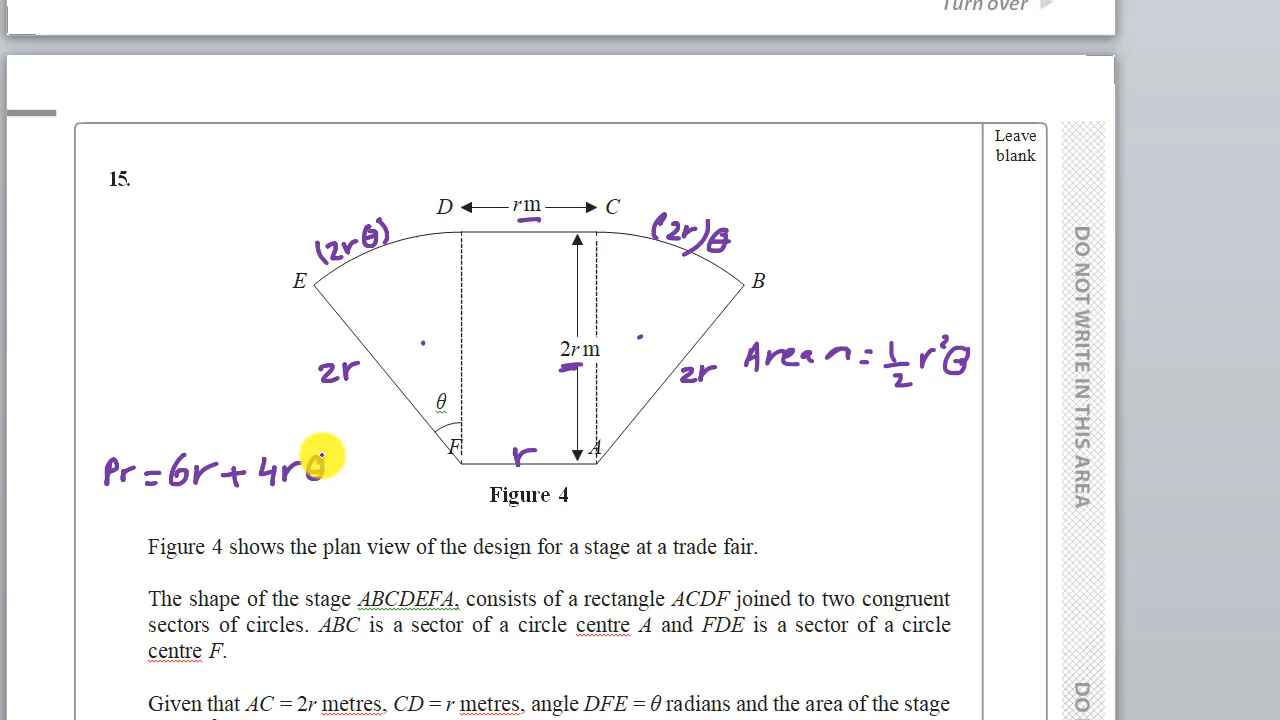 Turn over
Leave
blank
15.
D
r m
C
(2rθ)
(2r)θ
E
B
2r m
2r
2r
Area n = 1/2 r²θ
θ
F
r
A
Pr = 6r + 4rθ
Figure 4
Figure 4 shows the plan view of the design for a stage at a trade fair.
The shape of the stage ABCDEFA, consists of a rectangle ACDF joined to two congruent
sectors of circles. ABC is a sector of a circle centre A and FDE is a sector of a circle
centre F.
Given that AC = 2r metres, CD = r metres, angle DFE = θ radians and the area of the stage
DO NOT WRITE IN THIS AREA
DO